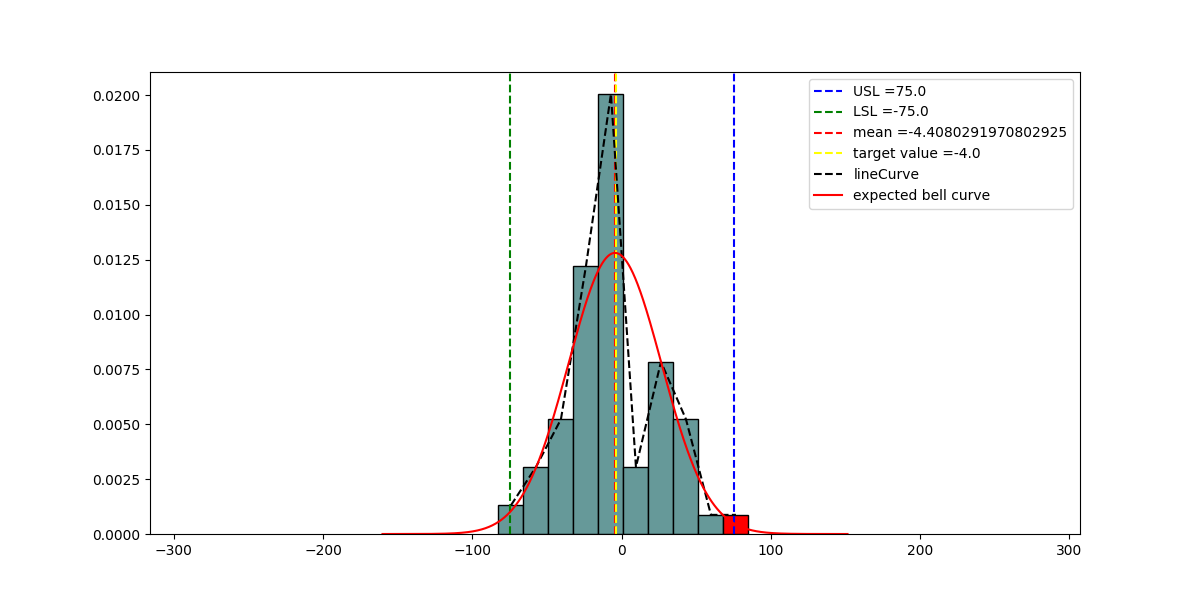 USL =75.0
LSL =-75.0
mean =-4.4080291970802925
target value =-4.0
lineCurve
expected bell curve
0.0200
0.0175
0.0150
0.0125
0.0100
0.0075
0.0050
0.0025
0.0000
−300 −200 −100 0 100 200 300